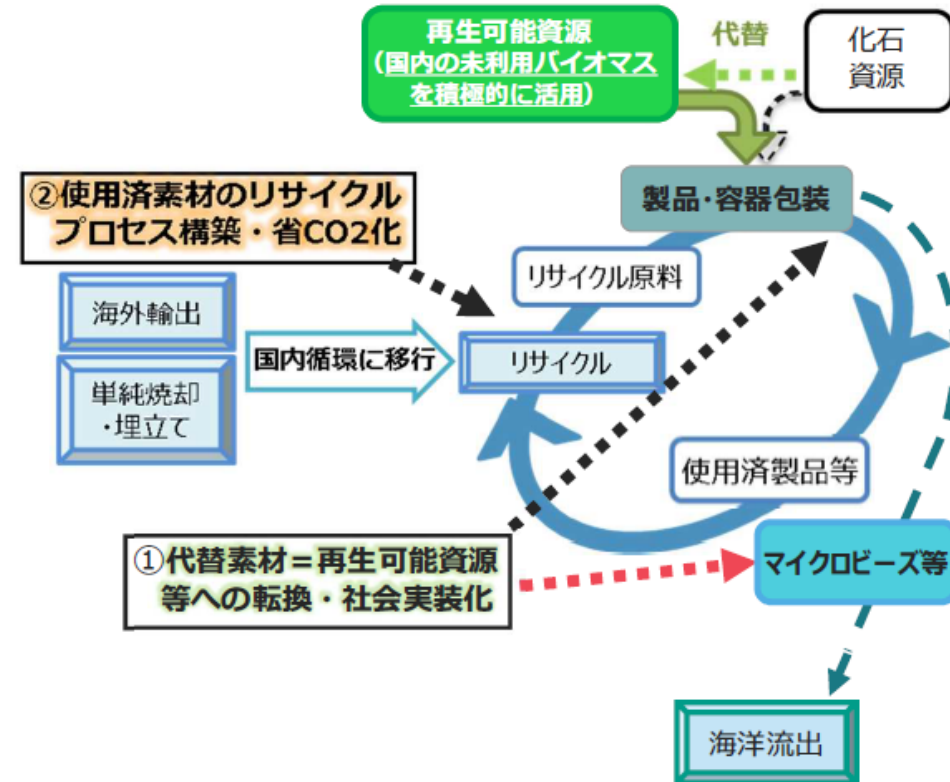 再生可能資源
(国内の未利用バイオマス
を積極的に活用)
代替
化石
資源
②使用済素材のリサイクル
プロセス構築・省CO2化
製品・容器包装
リサイクル原料
海外輸出
国内循環に移行
リサイクル
単純焼却
・埋立て
使用済製品等
①代替素材=再生可能資源
等への転換・社会実装化
マイクロビーズ等
海洋流出